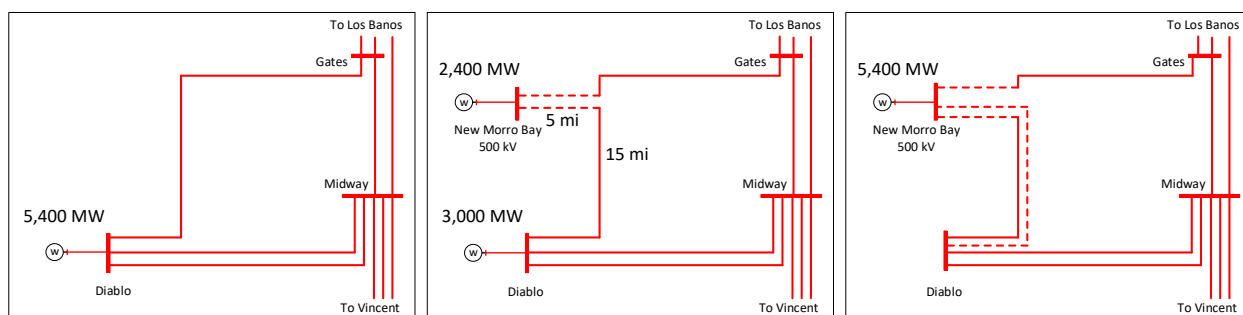 To Los Banos
Gates
Midway
5,400 MW
W
Diablo
To Vincent
To Los Banos
Gates
2,400 MW
W
5 mi
New Morro Bay
500 kV
15 mi
Midway
3,000 MW
W
Diablo
To Vincent
To Los Banos
Gates
5,400 MW
W
New Morro Bay
500 kV
Midway
Diablo
To Vincent